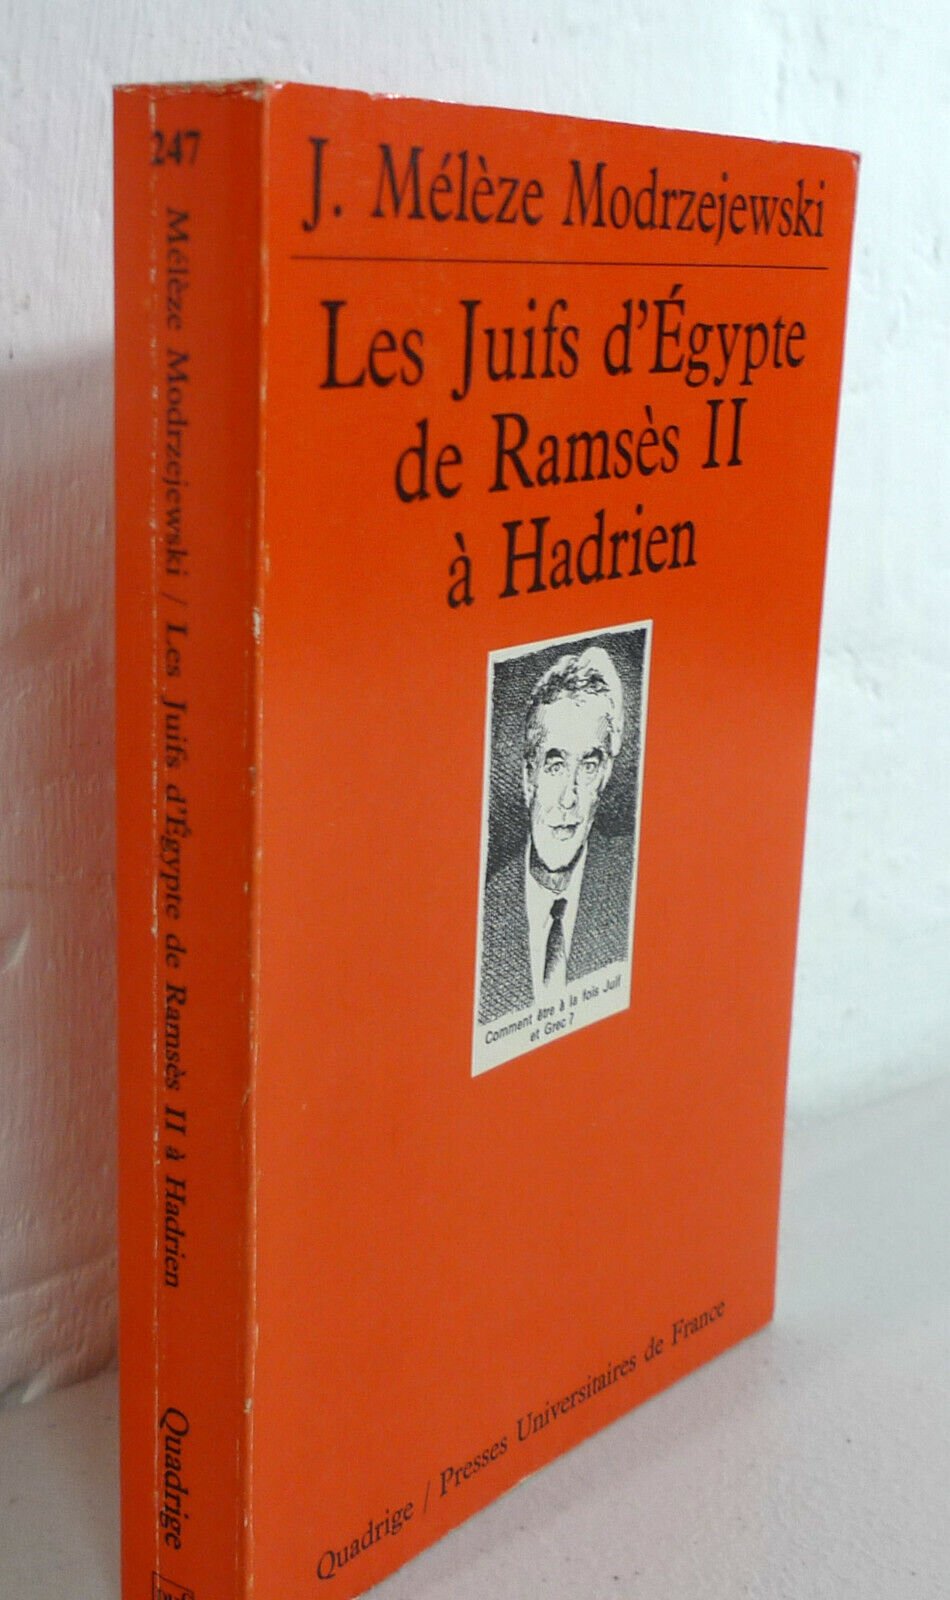 247
Mélèze Modrzejewski / Les Juifs d'Égypte de Ramsès II à Hadrien
Quadrige
J. Mélèze Modrzejewski
Les Juifs d'Égypte
de Ramsès II
à Hadrien
Comment être à la fois Juif
et Grec ?
Quadrige / Presses Universitaires de France